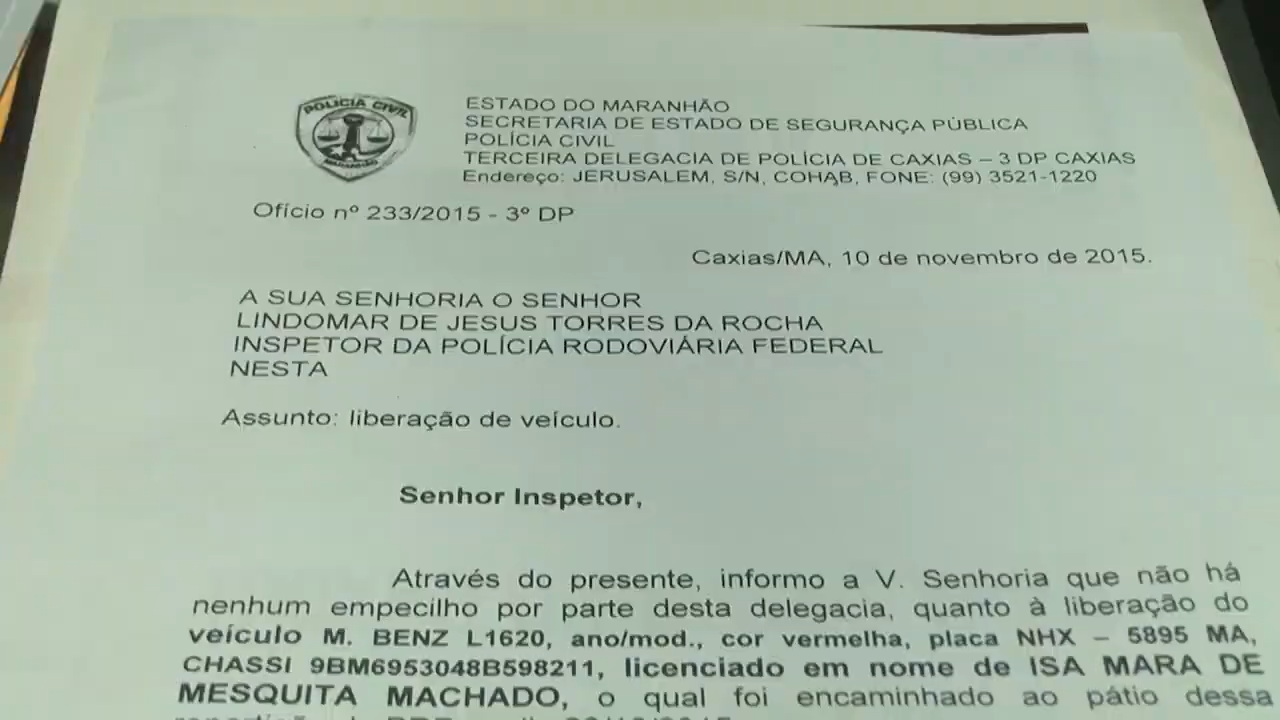 POLICIA CIVIL
MARANHÃO
ESTADO DO MARANHÃO
SECRETARIA DE ESTADO DE SEGURANÇA PÚBLICA
POLÍCIA CIVIL
TERCEIRA DELEGACIA DE POLÍCIA DE CAXIAS – 3 DP CAXIAS
Endereço: JERUSALEM, S/N, COHAB, FONE: (99) 3521-1220
Ofício nº 233/2015 - 3º DP
Caxias/MA, 10 de novembro de 2015.
A SUA SENHORIA O SENHOR
LINDOMAR DE JESUS TORRES DA ROCHA
INSPETOR DA POLÍCIA RODOVIÁRIA FEDERAL
NESTA
Assunto: liberação de veículo.
Senhor Inspetor,
Através do presente, informo a V. Senhoria que não há
nenhum empecilho por parte desta delegacia, quanto à liberação do
veículo M. BENZ L1620, ano/mod., cor vermelha, placa NHX – 5895 MA,
CHASSI 9BM6953048B598211, licenciado em nome de ISA MARA DE
MESQUITA MACHADO, o qual foi encaminhado ao pátio dessa